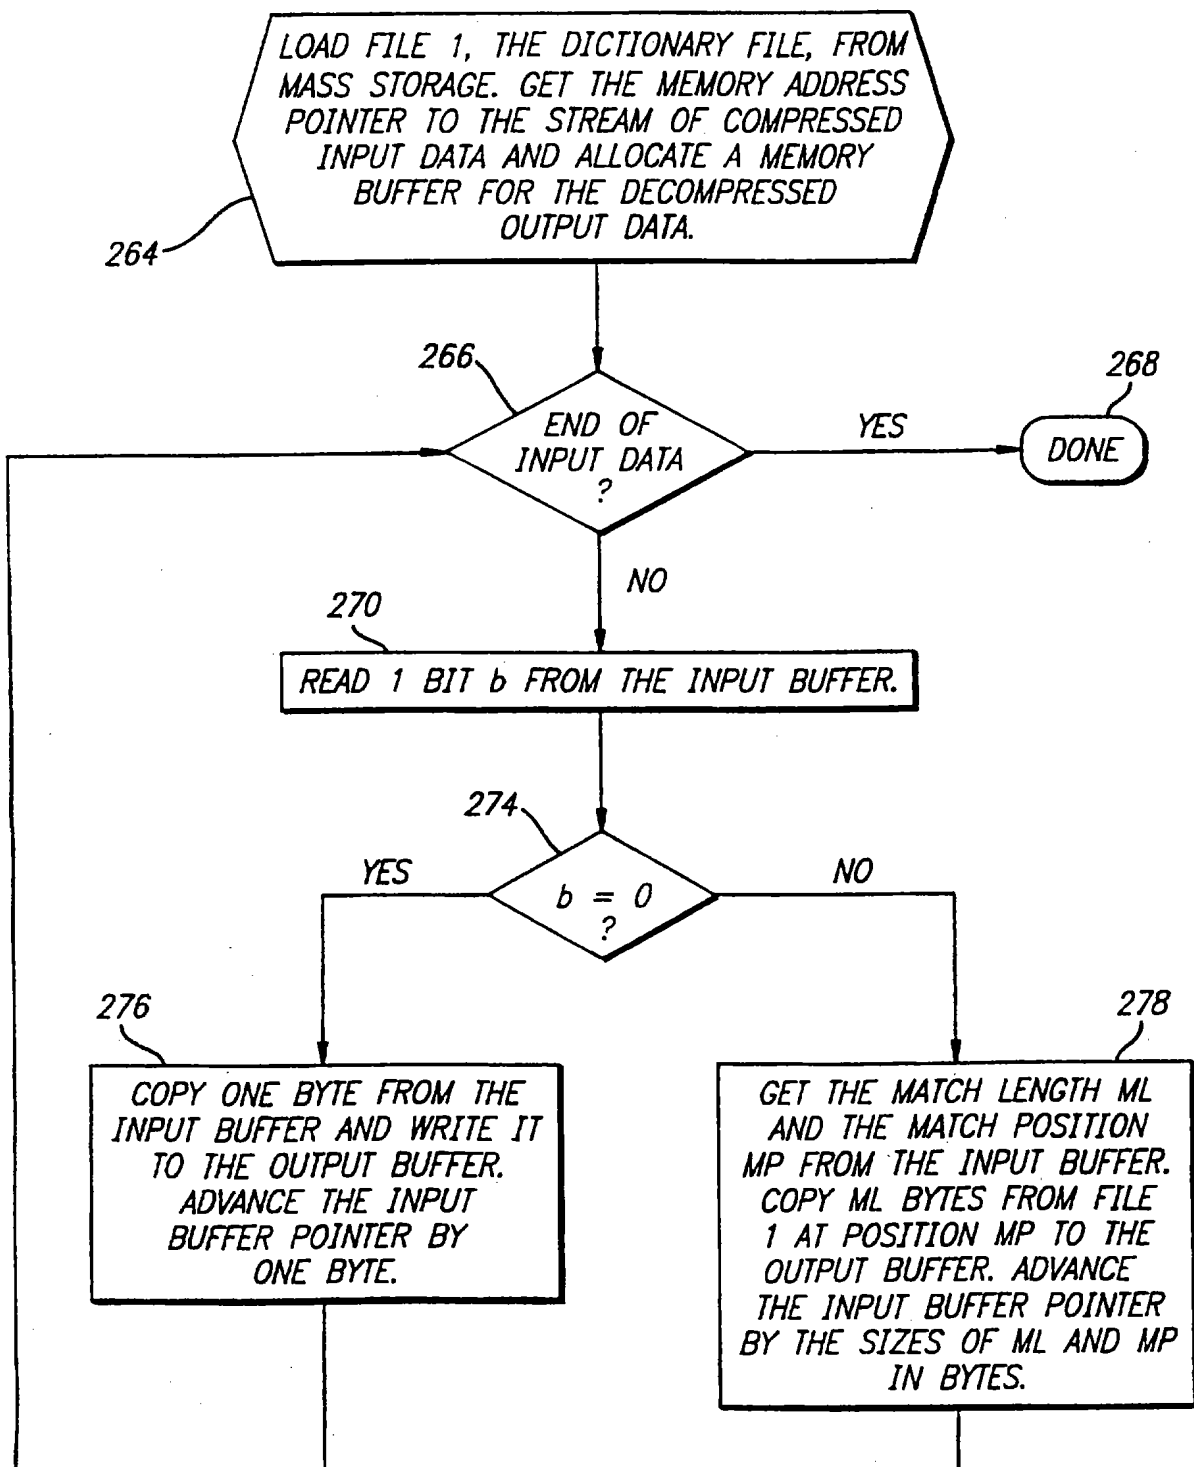 LOAD FILE 1, THE DICTIONARY FILE, FROM
MASS STORAGE. GET THE MEMORY ADDRESS
POINTER TO THE STREAM OF COMPRESSED
INPUT DATA AND ALLOCATE A MEMORY
BUFFER FOR THE DECOMPRESSED
OUTPUT DATA.
264
266
END OF
INPUT DATA
?
YES
268
DONE
NO
270
READ 1 BIT b FROM THE INPUT BUFFER.
274
b = 0
?
YES
NO
276
COPY ONE BYTE FROM THE
INPUT BUFFER AND WRITE IT
TO THE OUTPUT BUFFER.
ADVANCE THE INPUT
BUFFER POINTER BY
ONE BYTE.
278
GET THE MATCH LENGTH ML
AND THE MATCH POSITION
MP FROM THE INPUT BUFFER.
COPY ML BYTES FROM FILE
1 AT POSITION MP TO THE
OUTPUT BUFFER. ADVANCE
THE INPUT BUFFER POINTER
BY THE SIZES OF ML AND MP
IN BYTES.